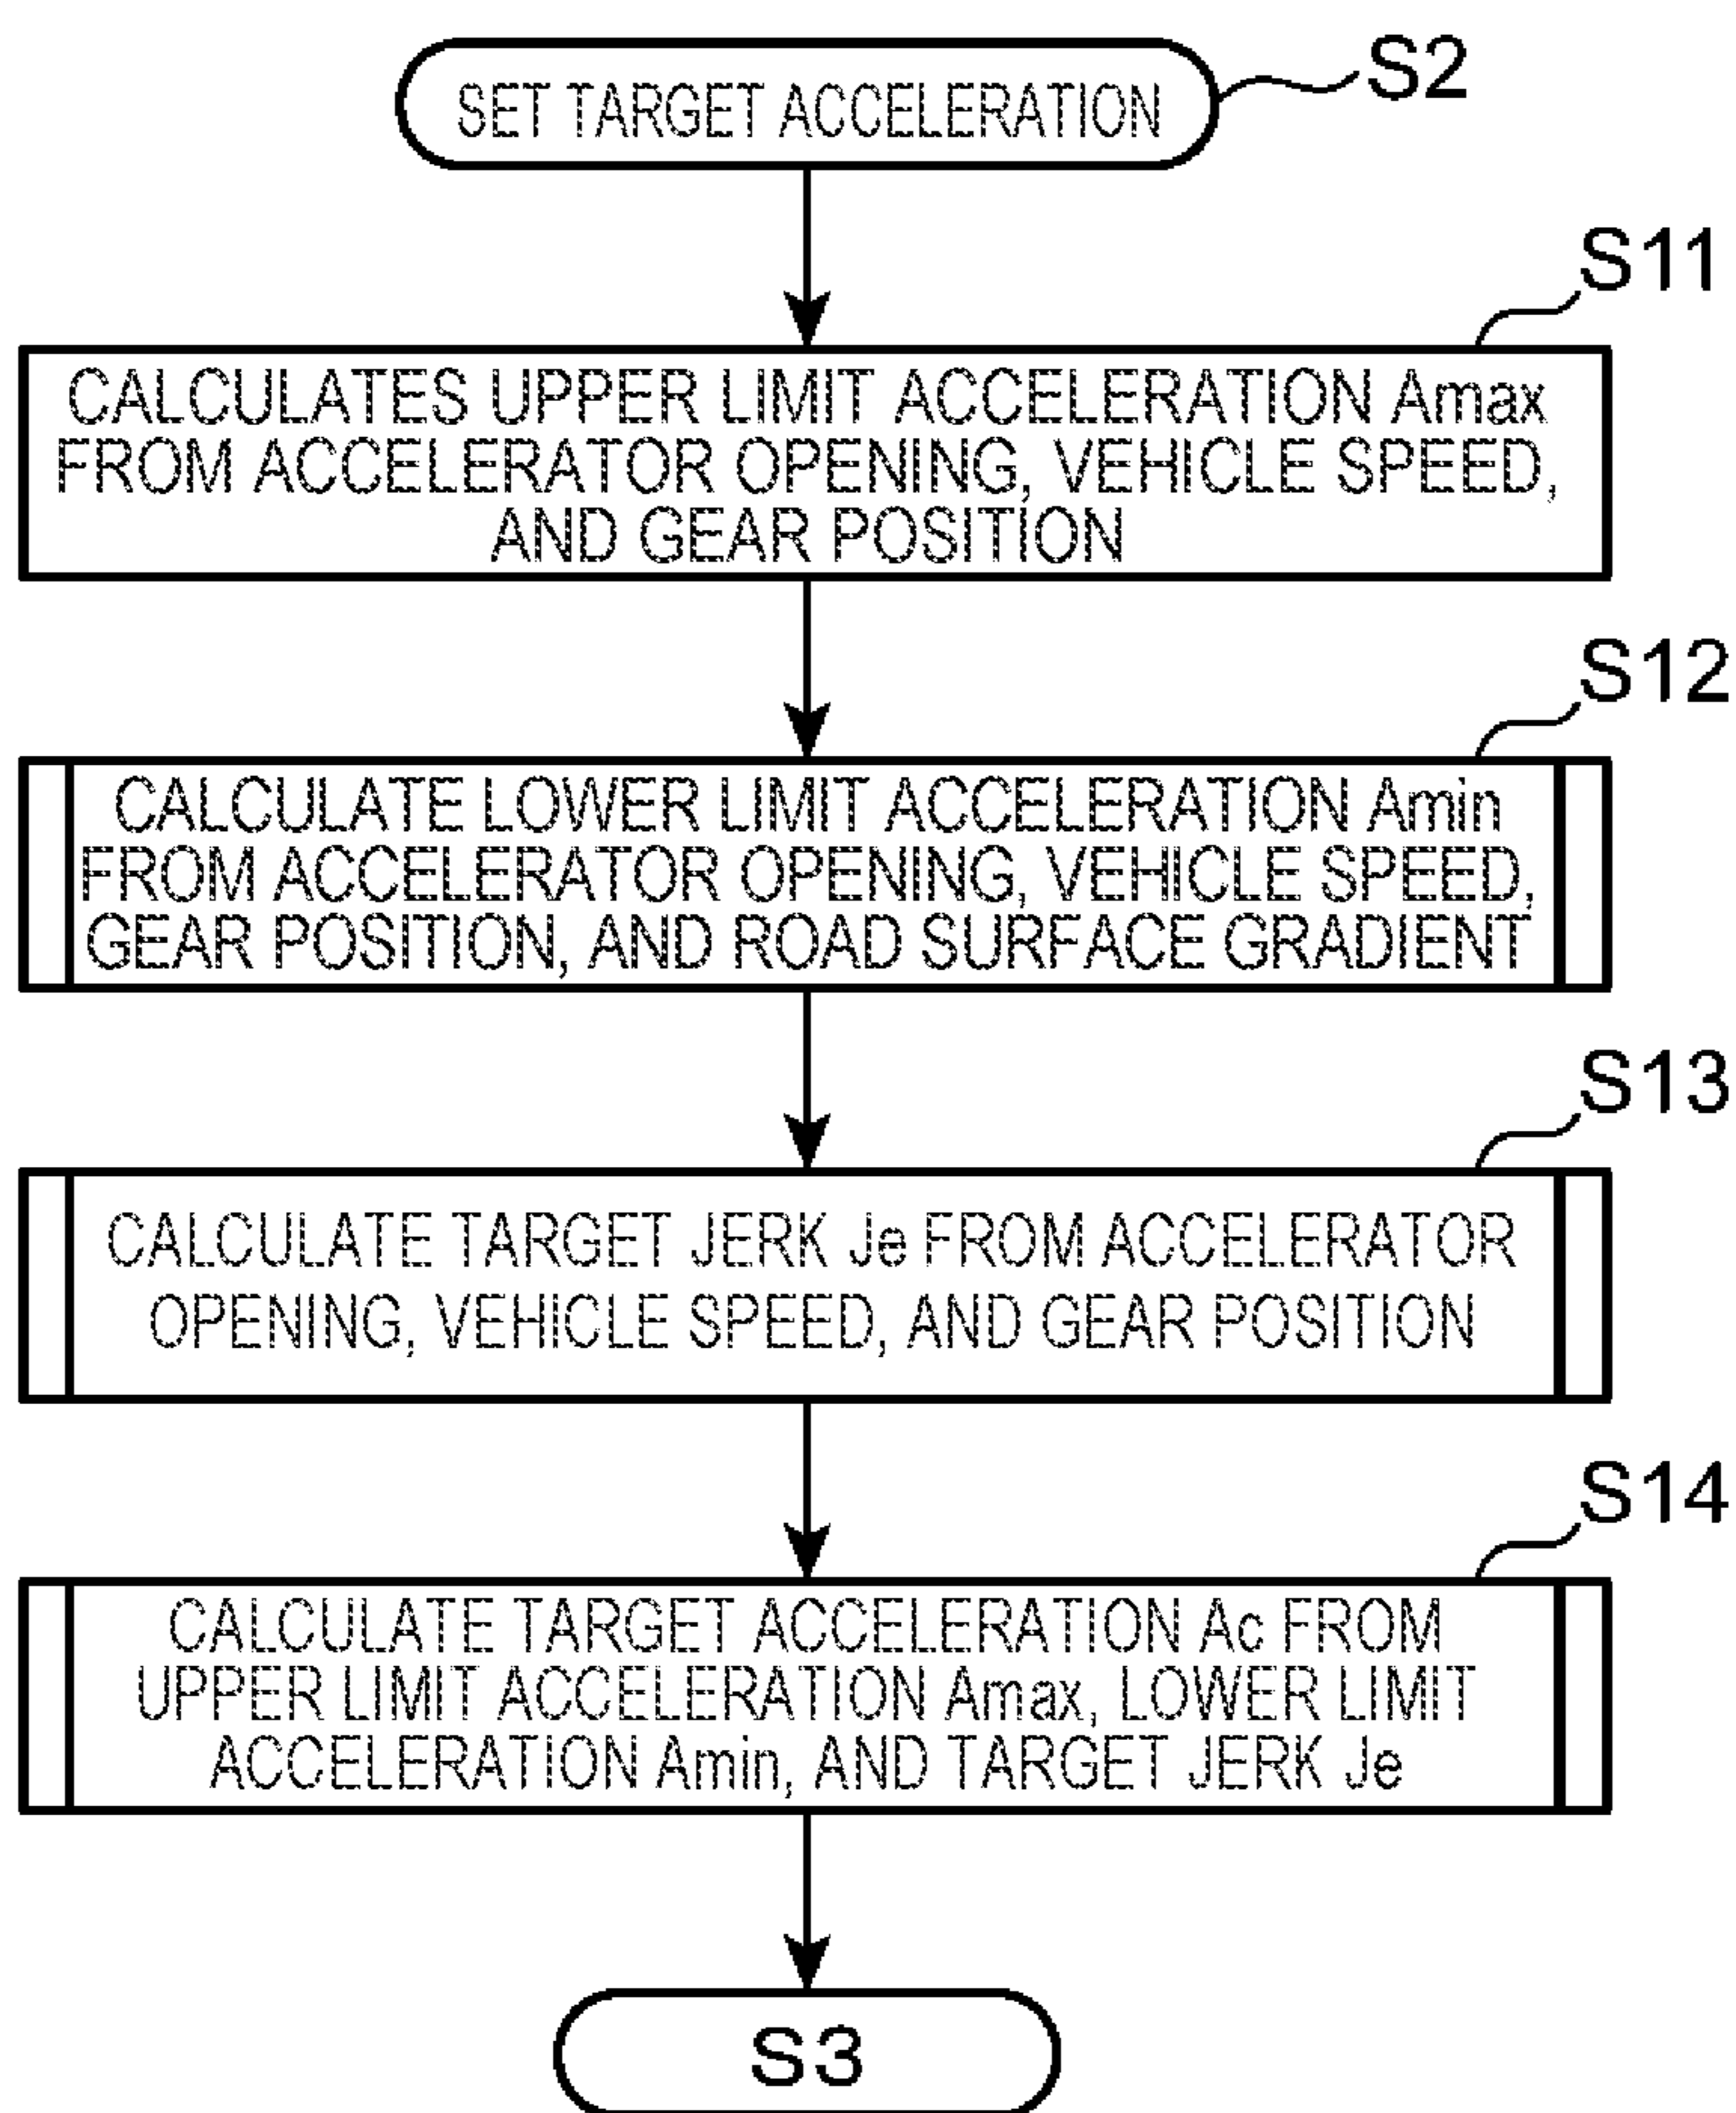 S2
SET TARGET ACCELERATION
S11
CALCULATES UPPER LIMIT ACCELERATION Amax
FROM ACCELERATOR OPENING, VEHICLE SPEED,
AND GEAR POSITION
S12
CALCULATE LOWER LIMIT ACCELERATION Amin
FROM ACCELERATOR OPENING, VEHICLE SPEED,
GEAR POSITION, AND ROAD SURFACE GRADIENT
S13
CALCULATE TARGET JERK Je FROM ACCELERATOR
OPENING, VEHICLE SPEED, AND GEAR POSITION
S14
CALCULATE TARGET ACCELERATION Ac FROM
UPPER LIMIT ACCELERATION Amax, LOWER LIMIT
ACCELERATION Amin, AND TARGET JERK Je
S3